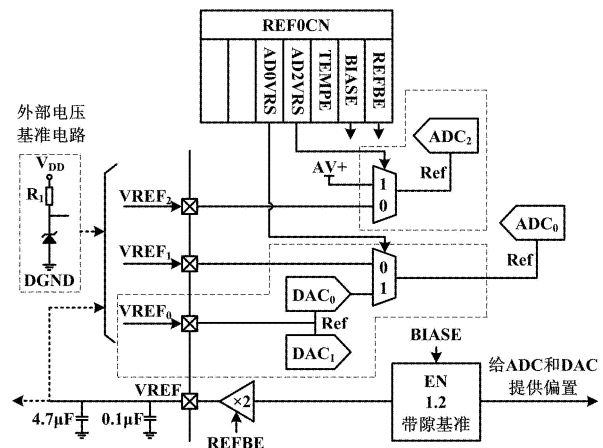 REF0CN
AD0VRS
AD2VRS
TEMPE
BIASE
REFBE
外部电压
基准电路
VDD
R1
DGND
AV+
1
0
ADC2
Ref
VREF2
ADC0
Ref
VREF1
0
1
DAC0
VREF0
Ref
DAC1
BIASE
VREF
×2
EN
1.2
带隙基准
给ADC和DAC
提供偏置
4.7μF
0.1μF
REFBE